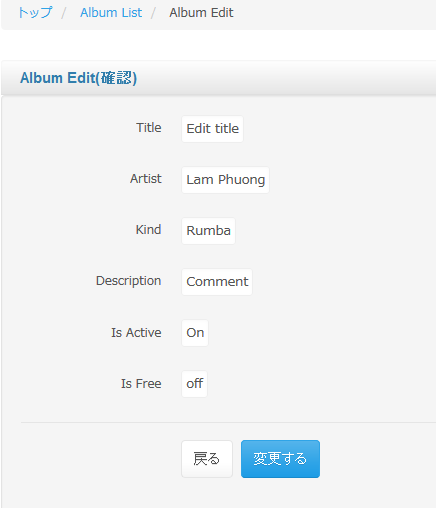 トップ / Album List / Album Edit
Album Edit(確認)
Title Edit title
Artist Lam Phuong
Kind Rumba
Description Comment
Is Active On
Is Free off
戻る 変更する